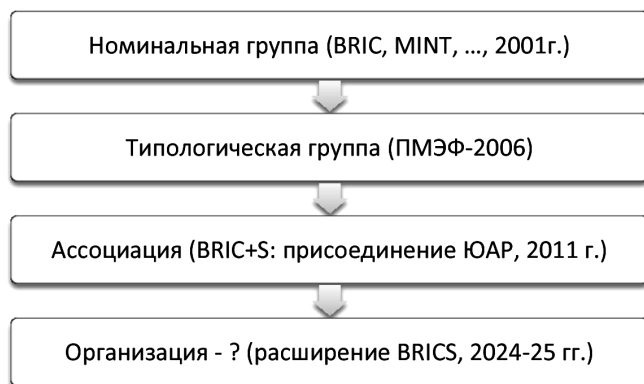 Номинальная группа (BRIC, MINT, …, 2001г.)
Типологическая группа (ПМЭФ-2006)
Ассоциация (BRIC+S: присоединение ЮАР, 2011 г.)
Организация - ? (расширение BRICS, 2024-25 гг.)